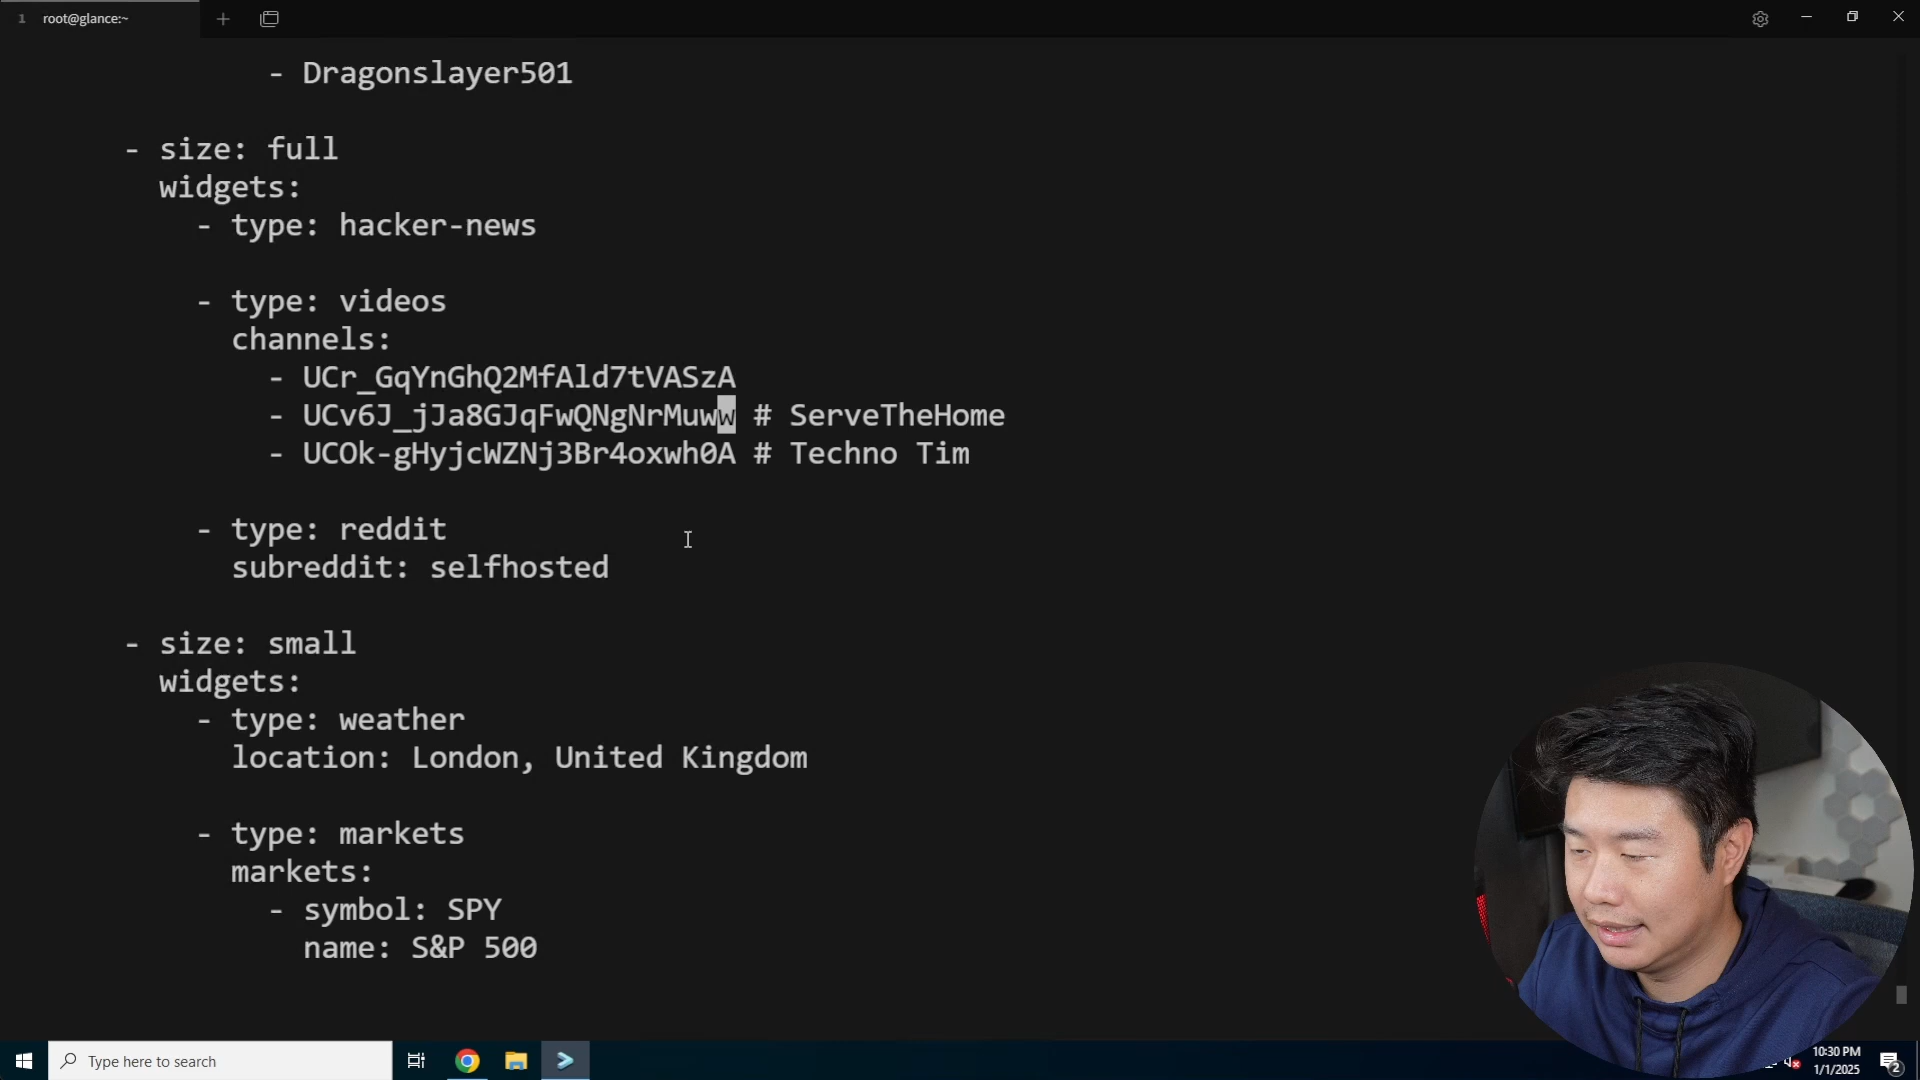 1 root@glance:~
- Dragonslayer501
- size: full
widgets:
- type: hacker-news
- type: videos
channels:
- UCr_GqYnGhQ2MfAld7tVASzA
- UCv6J_jJa8GJqFwQNgNrMuww # ServeTheHome
- UCOk-gHyjcWZNj3Br4oxwh0A # Techno Tim
- type: reddit
subreddit: selfhosted
- size: small
widgets:
- type: weather
location: London, United Kingdom
- type: markets
markets:
- symbol: SPY
name: S&P 500
Type here to search
10:30 PM
1/1/2025
2